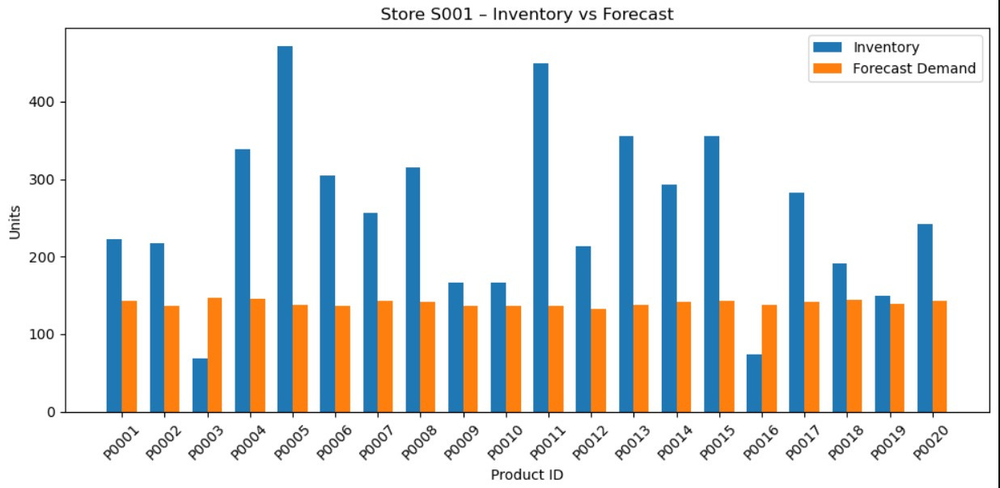 Store S001 – Inventory vs Forecast
Inventory
Forecast Demand
Units
400
300
200
100
0
P0001 P0002 P0003 P0004 P0005 P0006 P0007 P0008 P0009 P0010 P0011 P0012 P0013 P0014 P0015 P0016 P0017 P0018 P0019 P0020
Product ID